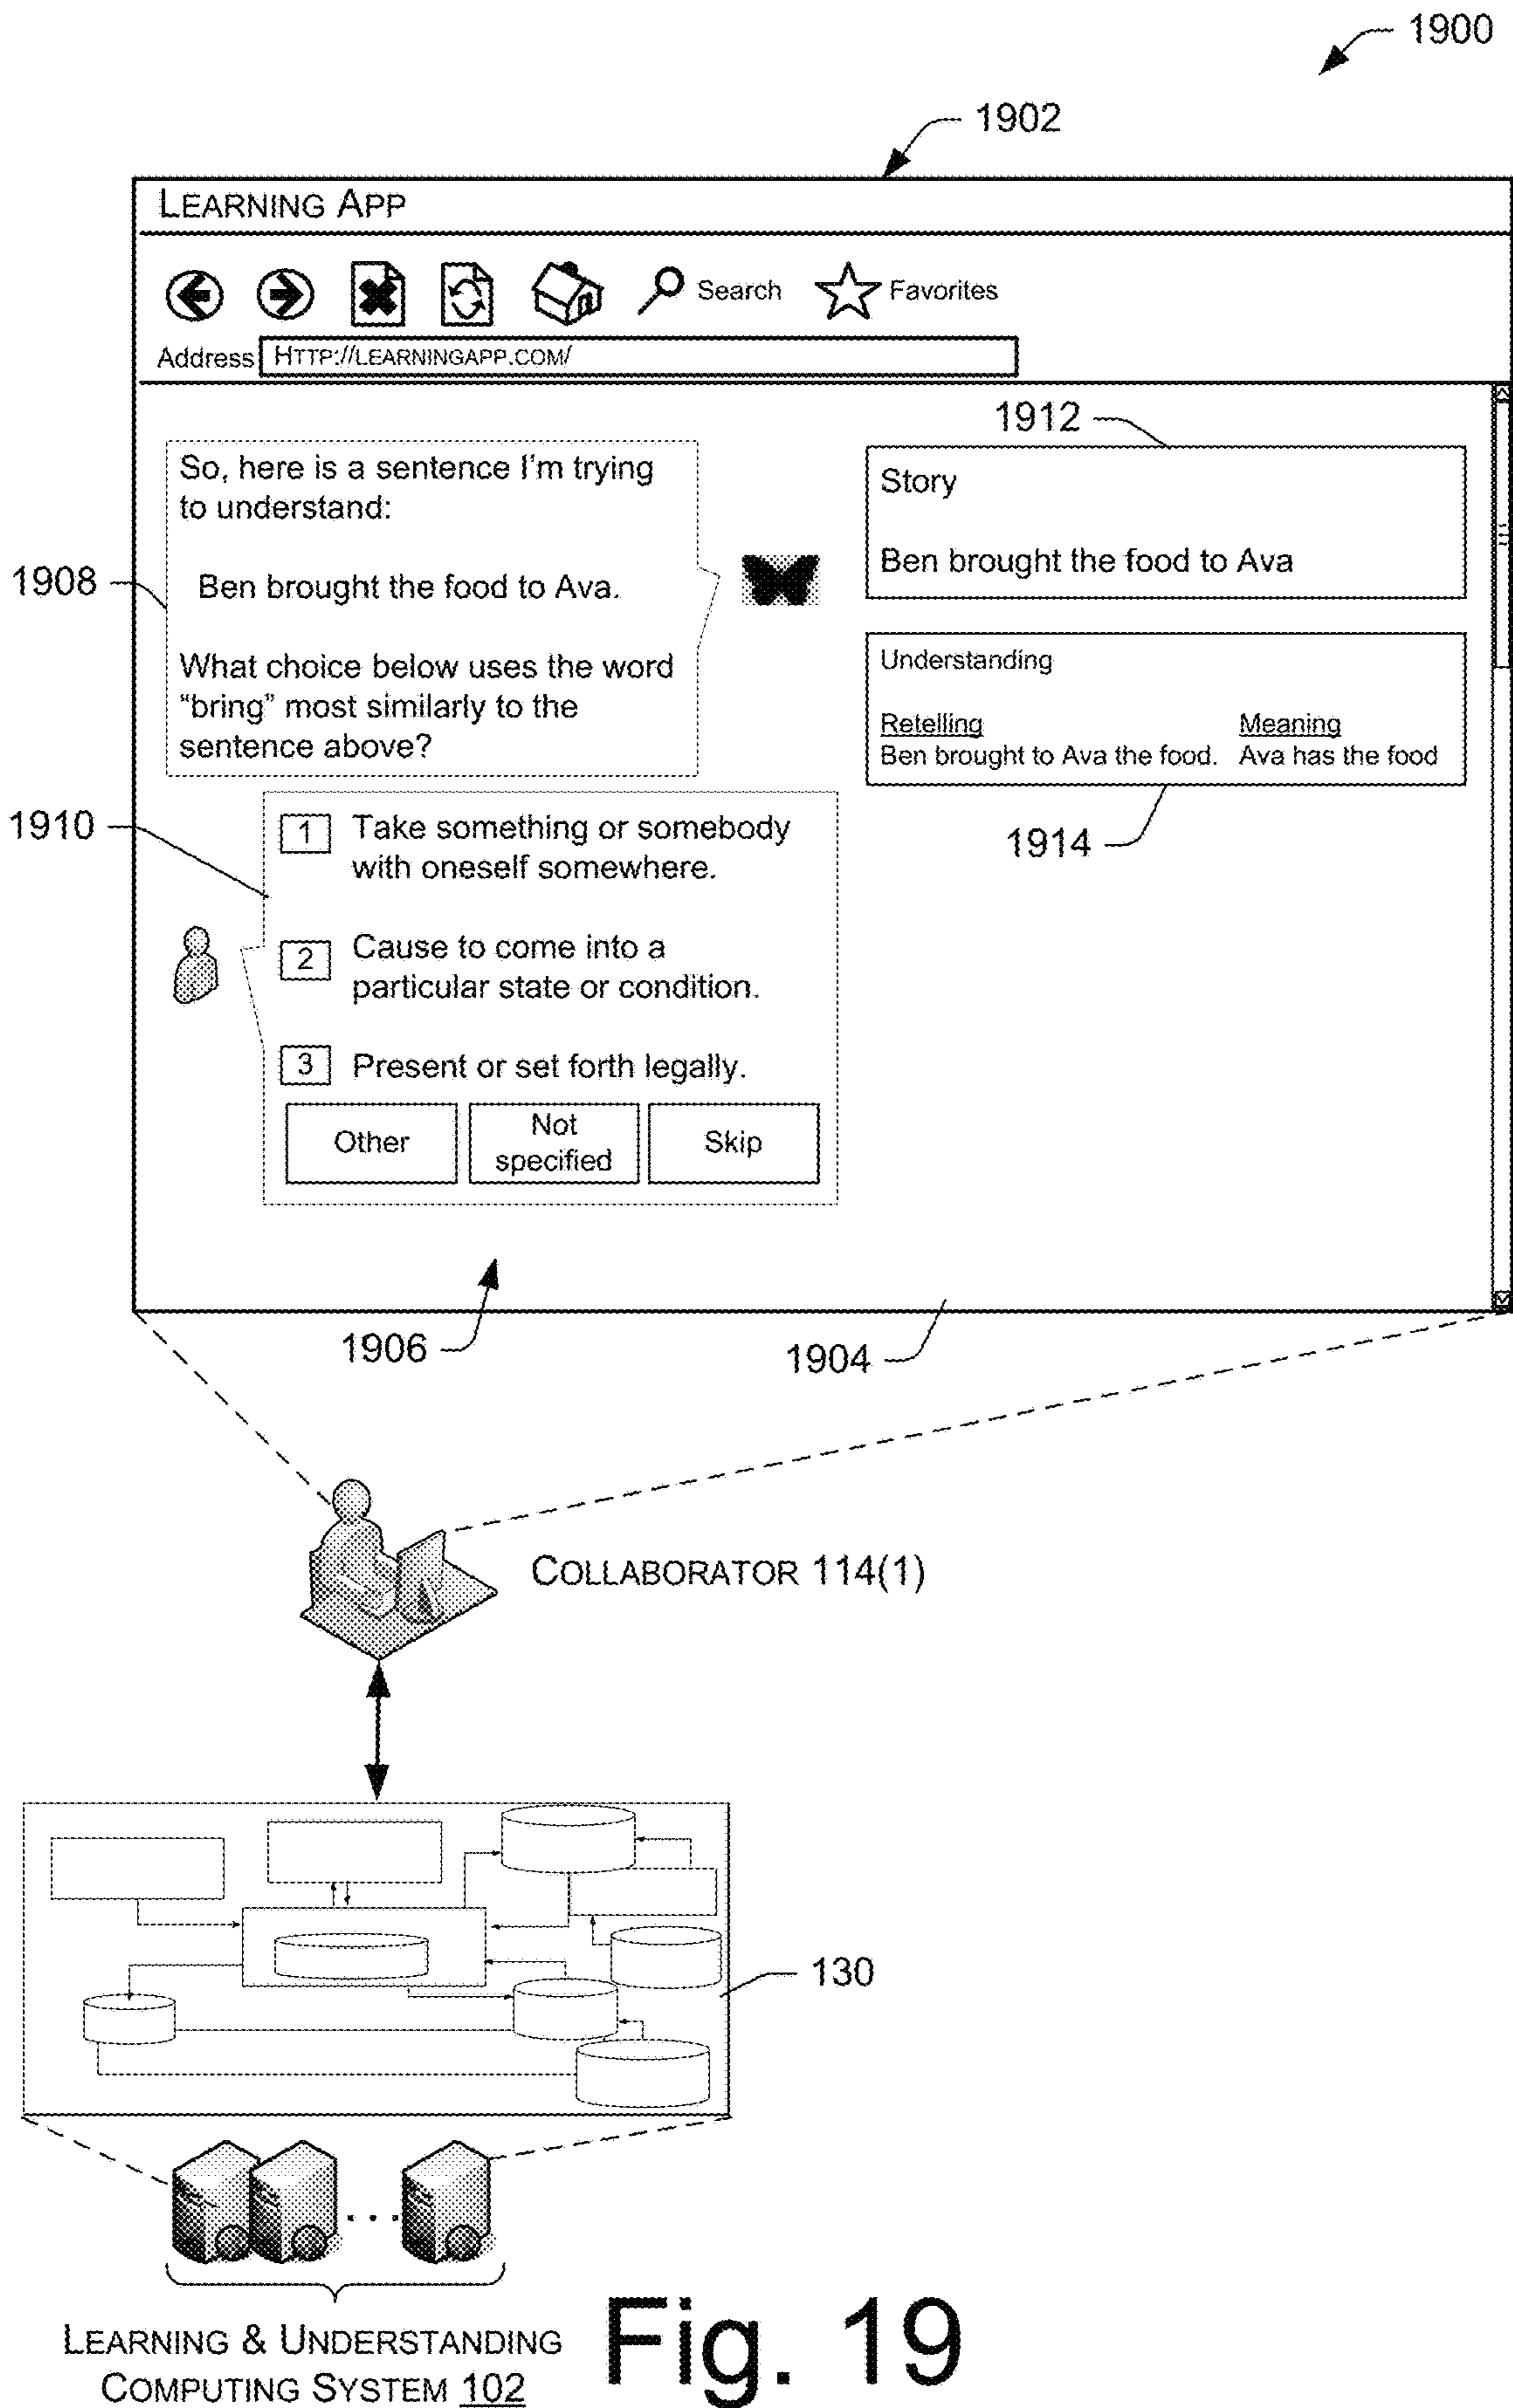 1900
1902
LEARNING APP
Search
Favorites
Address HTTP://LEARNINGAPP.COM/
1908
So, here is a sentence I'm trying
to understand:
Ben brought the food to Ava.
What choice below uses the word
"bring" most similarly to the
sentence above?
1912
Story
Ben brought the food to Ava
Understanding
Retelling Meaning
Ben brought to Ava the food. Ava has the food
1914
1910
1 Take something or somebody
with oneself somewhere.
2 Cause to come into a
particular state or condition.
3 Present or set forth legally.
Other
Not
specified
Skip
1906
1904
COLLABORATOR 114(1)
130
LEARNING & UNDERSTANDING
COMPUTING SYSTEM 102
Fig. 19